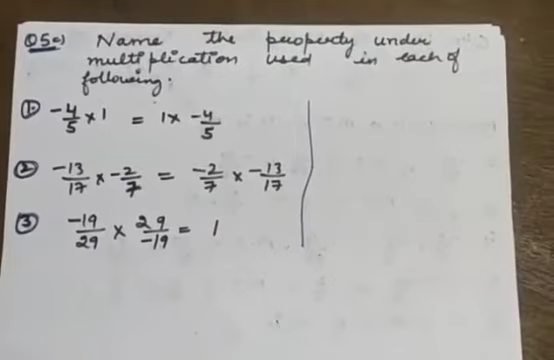 Q5a) Name the property under
multiplication used in each of
following:
① -4/5 × 1 = 1 × -4/5
② -13/17 × -2/7 = -2/7 × -13/17
③ -19/29 × 29/-19 = 1